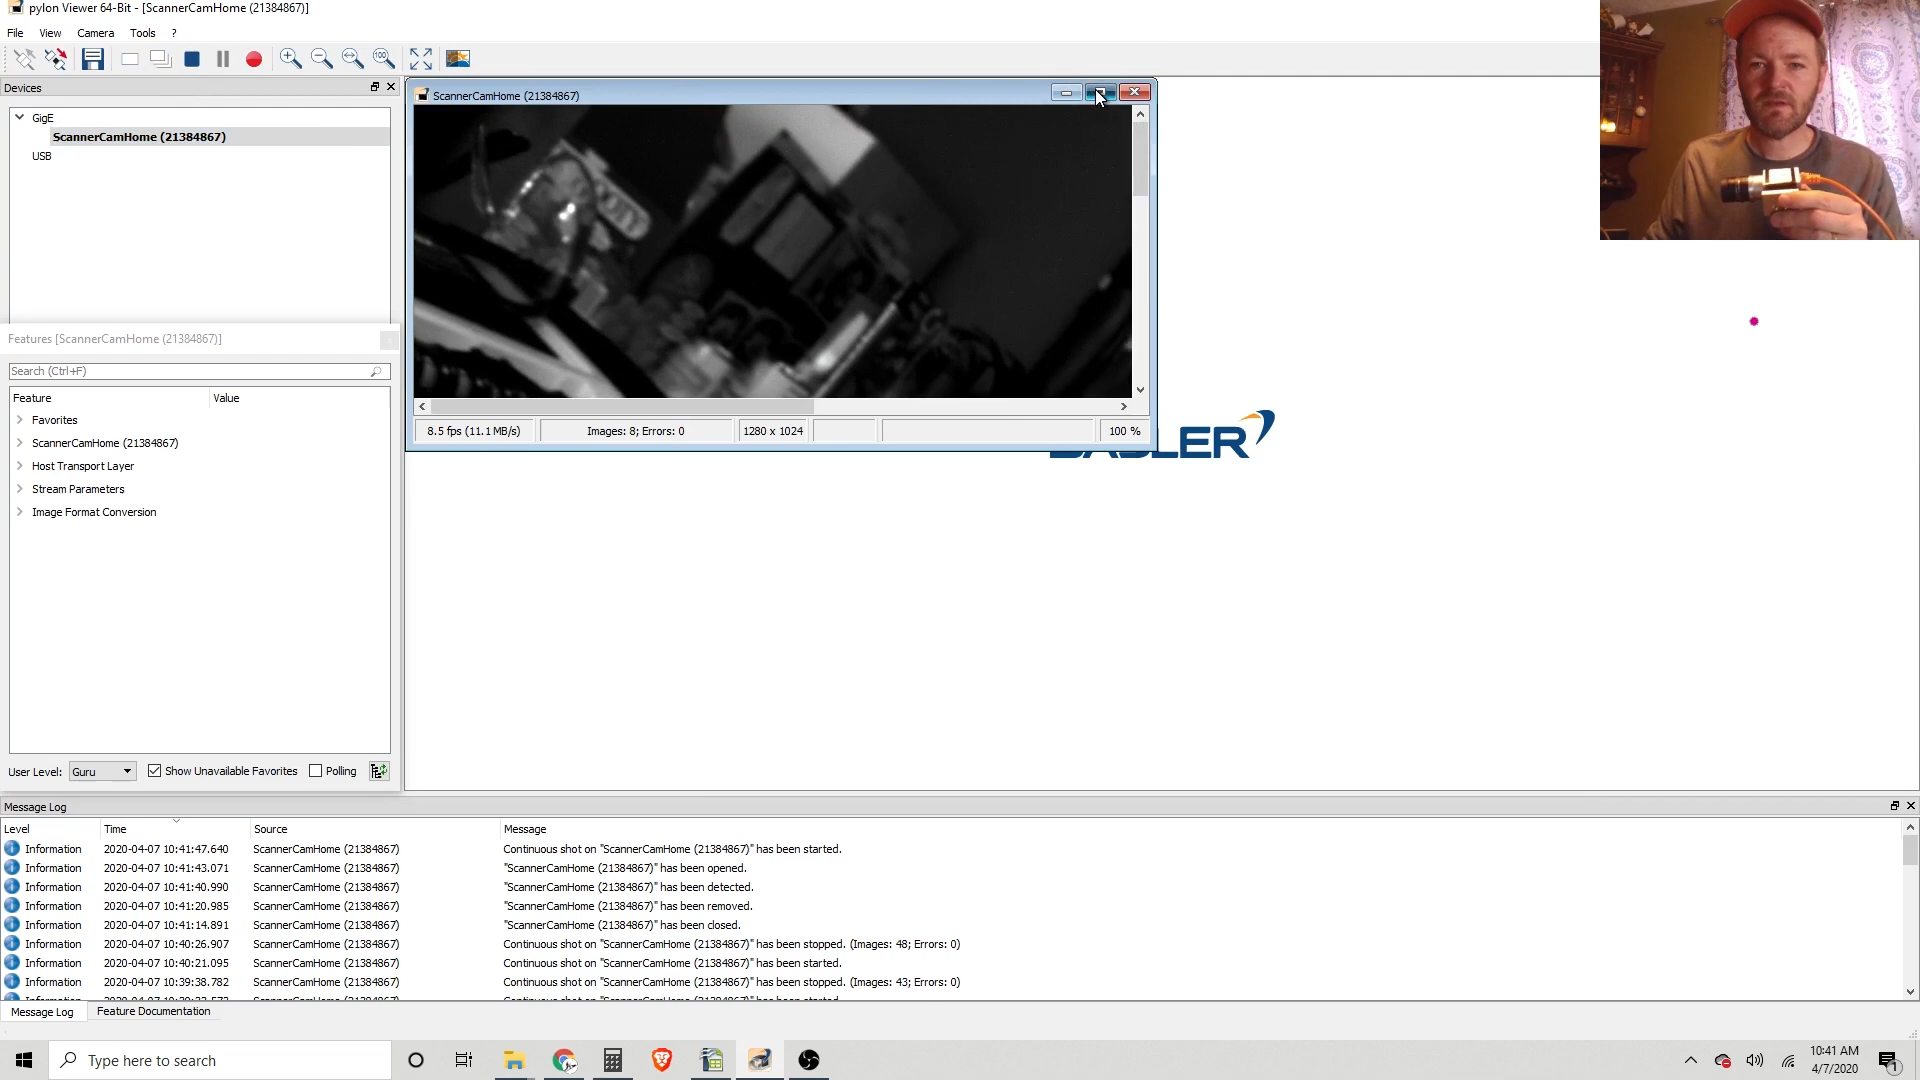 pylon Viewer 64-Bit - [ScannerCamHome (21384867)]
File View Camera Tools ?
100
Devices
GigE
ScannerCamHome (21384867)
USB
ScannerCamHome (21384867)
8.5 fps (11.1 MB/s) Images: 8; Errors: 0 1280 x 1024 100 %
Features [ScannerCamHome (21384867)]
Search (Ctrl+F)
Feature Value
Favorites
ScannerCamHome (21384867)
Host Transport Layer
Stream Parameters
Image Format Conversion
User Level: Guru Show Unavailable Favorites Polling
Message Log
Level Time Source Message
Information 2020-04-07 10:41:47.640 ScannerCamHome (21384867) Continuous shot on "ScannerCamHome (21384867)" has been started.
Information 2020-04-07 10:41:43.071 ScannerCamHome (21384867) "ScannerCamHome (21384867)" has been opened.
Information 2020-04-07 10:41:40.990 ScannerCamHome (21384867) "ScannerCamHome (21384867)" has been detected.
Information 2020-04-07 10:41:20.985 ScannerCamHome (21384867) "ScannerCamHome (21384867)" has been removed.
Information 2020-04-07 10:41:14.891 ScannerCamHome (21384867) "ScannerCamHome (21384867)" has been closed.
Information 2020-04-07 10:40:26.907 ScannerCamHome (21384867) Continuous shot on "ScannerCamHome (21384867)" has been stopped. (Images: 48; Errors: 0)
Information 2020-04-07 10:40:21.095 ScannerCamHome (21384867) Continuous shot on "ScannerCamHome (21384867)" has been started.
Information 2020-04-07 10:39:38.782 ScannerCamHome (21384867) Continuous shot on "ScannerCamHome (21384867)" has been stopped. (Images: 43; Errors: 0)
Message Log Feature Documentation
Type here to search
10:41 AM
4/7/2020
1